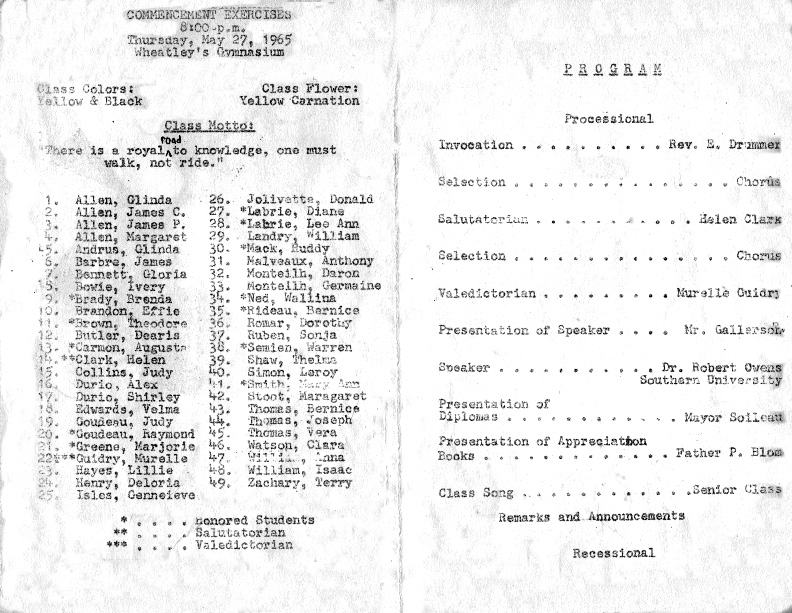 COMMENCEMENT EXERCISES
8:00 p.m.
Thursday, May 27, 1965
Wheatley's Gymnasium
Class Colors: Class Flower:
Yellow & Black Yellow Carnation
Class Motto:
road
"There is a royal to knowledge, one must
walk, not ride."
1. Allen, Glinda
2. Allen, James C.
3. Allen, James P.
4. Allen, Margaret
5. Andrus, Glinda
6. Barbre, James
7. Bennett, Gloria
8. Bowie, Ivery
9. *Brady, Brenda
10. Brandon, Effie
11. *Brown, Theodore
12. Butler, Dearis
13. *Carmon, Augusta
14. **Clark, Helen
15. Collins, Judy
16. Durio, Alex
17. Durio, Shirley
18. Edwards, Velma
19. Goudeau, Judy
20. *Goudeau, Raymond
21. *Greene, Marjorie
22.***Guidry, Murelle
23. Hayes, Lillie
24. Henry, Deloria
25. Isles, Genneieve
26. Jolivette, Donald
27. *Labrie, Diane
28. *Labrie, Lee Ann
29. Landry, William
30. *Mack, Ruddy
31. Malveaux, Anthony
32. Monteilh, Daron
33. Monteilh, Germaine
34. *Ned, Wallina
35. *Rideau, Bernice
36. Romar, Dorothy
37. Ruben, Sonja
38. *Semien, Warren
39. Shaw, Thelma
40. Simon, Leroy
41. *Smith, Mary Ann
42. Stoot, Maragaret
43. Thomas, Bernice
44. Thomas, Joseph
45. Thomas, Vera
46. Watson, Clara
47. Anna
48. William, Isaac
49. Zachary, Terry
* . . . . Honored Students
** . . . . Salutatorian
*** . . . . Valedictorian
PROGRAM
Processional
Invocation . . . . . . . . . . Rev. E. Drummer
Selection . . . . . . . . . . . . . . . Chorus
Salutatorian . . . . . . . . . . . Helen Clark
Selection . . . . . . . . . . . . . . . Chorus
Valedictorian . . . . . . . . . Murelle Guidry
Presentation of Speaker . . . . Mr. Gallerson
Speaker . . . . . . . . . . . Dr. Robert Owens
Southern University
Presentation of
Diplomas . . . . . . . . . . . . Mayor Soileau
Presentation of Appreciation
Books . . . . . . . . . . . . . Father P. Blom
Class Song . . . . . . . . . . . .Senior Class
Remarks and Announcements
Recessional